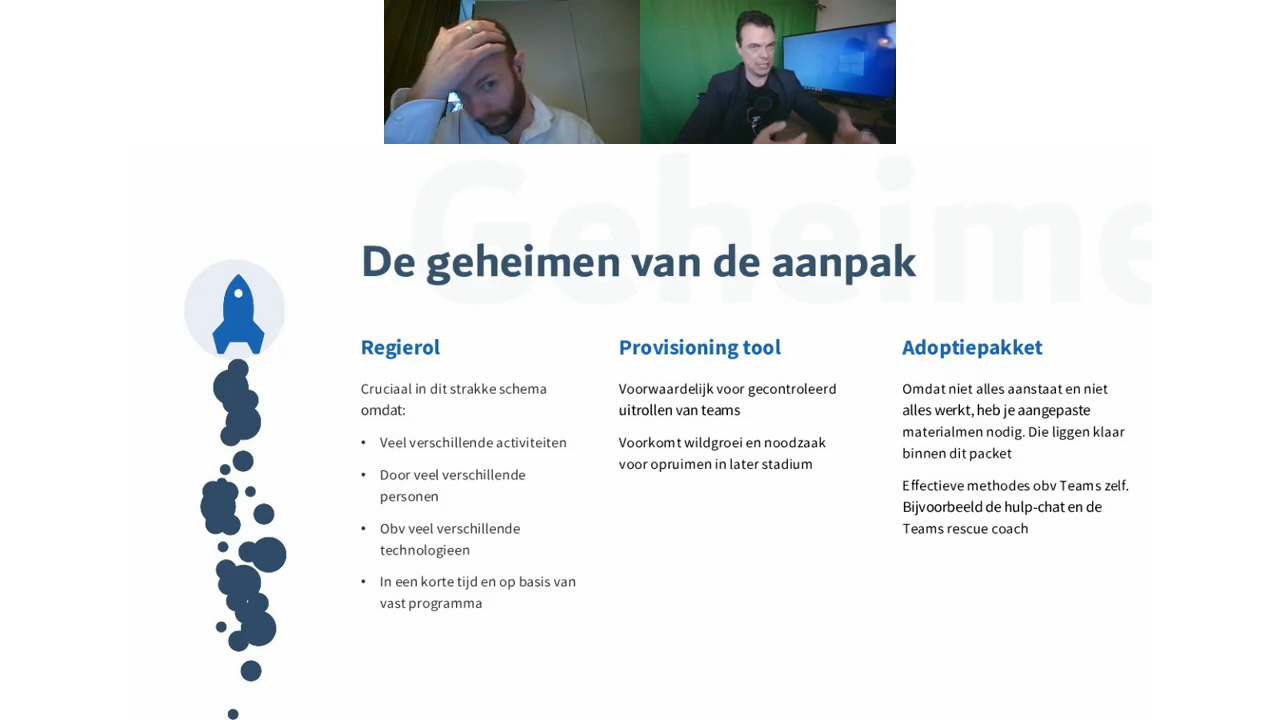 Geheime
De geheimen van de aanpak
Regierol
Cruciaal in dit strakke schema
omdat:
• Veel verschillende activiteiten
• Door veel verschillende
personen
• Obv veel verschillende
technologieen
• In een korte tijd en op basis van
vast programma
Provisioning tool
Voorwaardelijk voor gecontroleerd
uitrollen van teams
Voorkomt wildgroei en noodzaak
voor opruimen in later stadium
Adoptiepakket
Omdat niet alles aanstaat en niet
alles werkt, heb je aangepaste
materialmen nodig. Die liggen klaar
binnen dit packet
Effectieve methodes obv Teams zelf.
Bijvoorbeeld de hulp-chat en de
Teams rescue coach